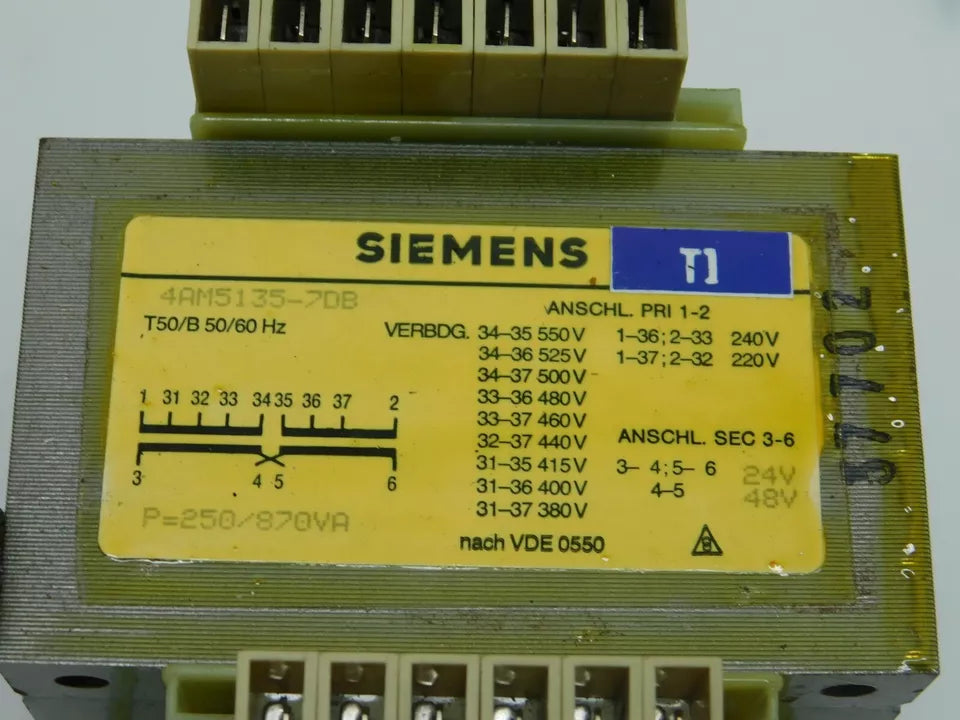 SIEMENS T1
4AM5135-7DB
T50/B 50/60 Hz
ANSCHL. PRI 1-2
VERBDG. 34–35 550V 1–36; 2–33 240V
34–36 525V 1–37; 2–32 220V
34–37 500V
33–36 480V
33–37 460V
32–37 440V
31–35 415V
31–36 400V
31–37 380V
1 31 32 33 34 35 36 37 2
3 4 5 6
P=250/870VA
ANSCHL. SEC 3-6
3– 4; 5– 6 24V
4–5 48V
nach VDE 0550